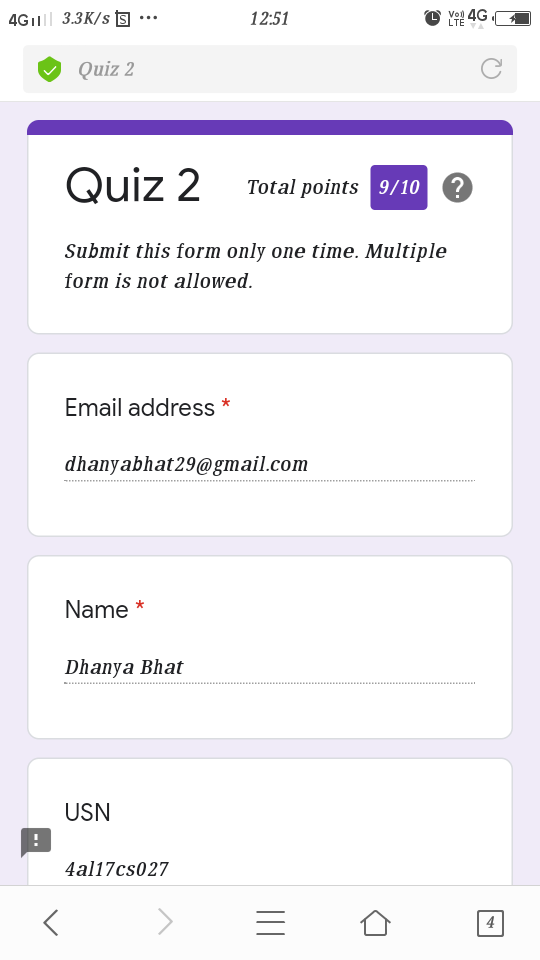 4G 3.3K/s S ... 12:51 Vo)) LTE 4G
Quiz 2
Quiz 2 Total points 9/10 ?
Submit this form only one time. Multiple
form is not allowed.
Email address *
dhanyabhat29@gmail.com
Name *
Dhanya Bhat
USN
4al17cs027
4